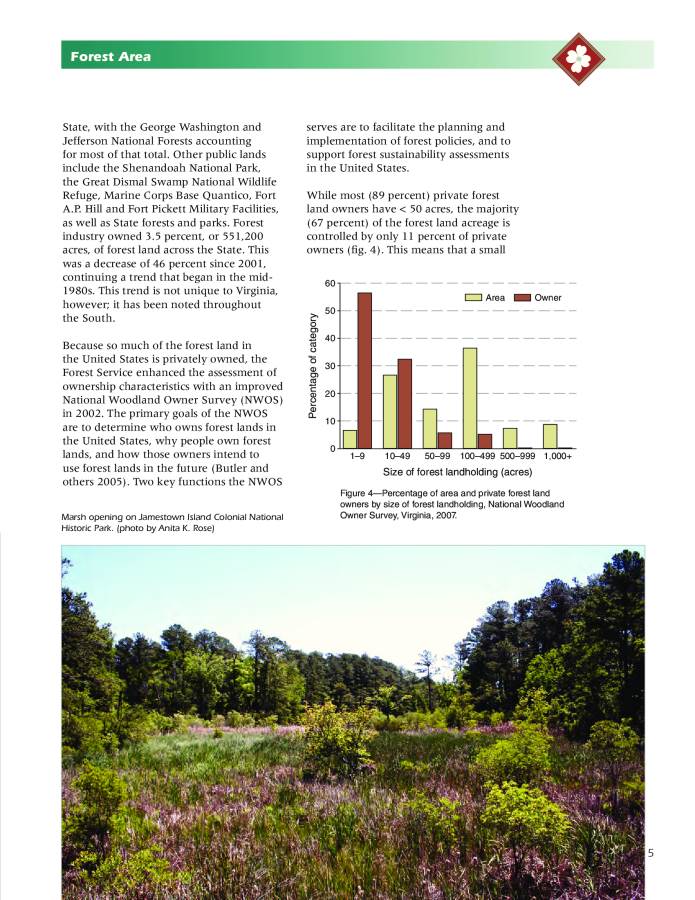 Forest Area
State, with the George Washington and
Jefferson National Forests accounting
for most of that total. Other public lands
include the Shenandoah National Park,
the Great Dismal Swamp National Wildlife
Refuge, Marine Corps Base Quantico, Fort
A.P. Hill and Fort Pickett Military Facilities,
as well as State forests and parks. Forest
industry owned 3.5 percent, or 551,200
acres, of forest land across the State. This
was a decrease of 46 percent since 2001,
continuing a trend that began in the mid-
1980s. This trend is not unique to Virginia,
however; it has been noted throughout
the South.
Because so much of the forest land in
the United States is privately owned, the
Forest Service enhanced the assessment of
ownership characteristics with an improved
National Woodland Owner Survey (NWOS)
in 2002. The primary goals of the NWOS
are to determine who owns forest lands in
the United States, why people own forest
lands, and how those owners intend to
use forest lands in the future (Butler and
others 2005). Two key functions the NWOS
serves are to facilitate the planning and
implementation of forest policies, and to
support forest sustainability assessments
in the United States.
While most (89 percent) private forest
land owners have < 50 acres, the majority
(67 percent) of the forest land acreage is
controlled by only 11 percent of private
owners (fig. 4). This means that a small
Percentage of category
60
50
40
30
20
10
0
Area Owner
1–9 10–49 50–99 100–499 500–999 1,000+
Size of forest landholding (acres)
Figure 4—Percentage of area and private forest land
owners by size of forest landholding, National Woodland
Owner Survey, Virginia, 2007.
Marsh opening on Jamestown Island Colonial National
Historic Park. (photo by Anita K. Rose)
5